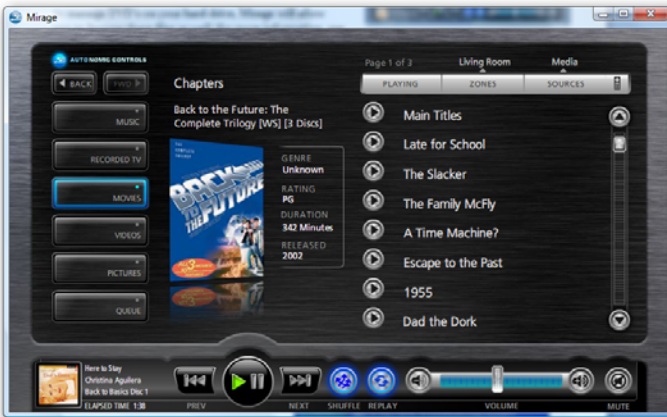 Mirage
AUTONOMIC CONTROLS
BACK
FWD
MUSIC
RECORDED TV
MOVIES
VIDEOS
PICTURES
QUEUE
Chapters
Back to the Future: The
Complete Trilogy [WS] [3 Discs]
BACK
TO THE
FUTURE
GENRE
Unknown
RATING
PG
DURATION
342 Minutes
RELEASED
2002
Page 1 of 3
Living Room
Media
PLAYING
ZONES
SOURCES
Main Titles
Late for School
The Slacker
The Family McFly
A Time Machine?
Escape to the Past
1955
Dad the Dork
Here to Stay
Christina Aguilera
Back to Basics Disc 1
ELAPSED TIME 1:38
PREV
NEXT
SHUFFLE
REPLAY
VOLUME
MUTE